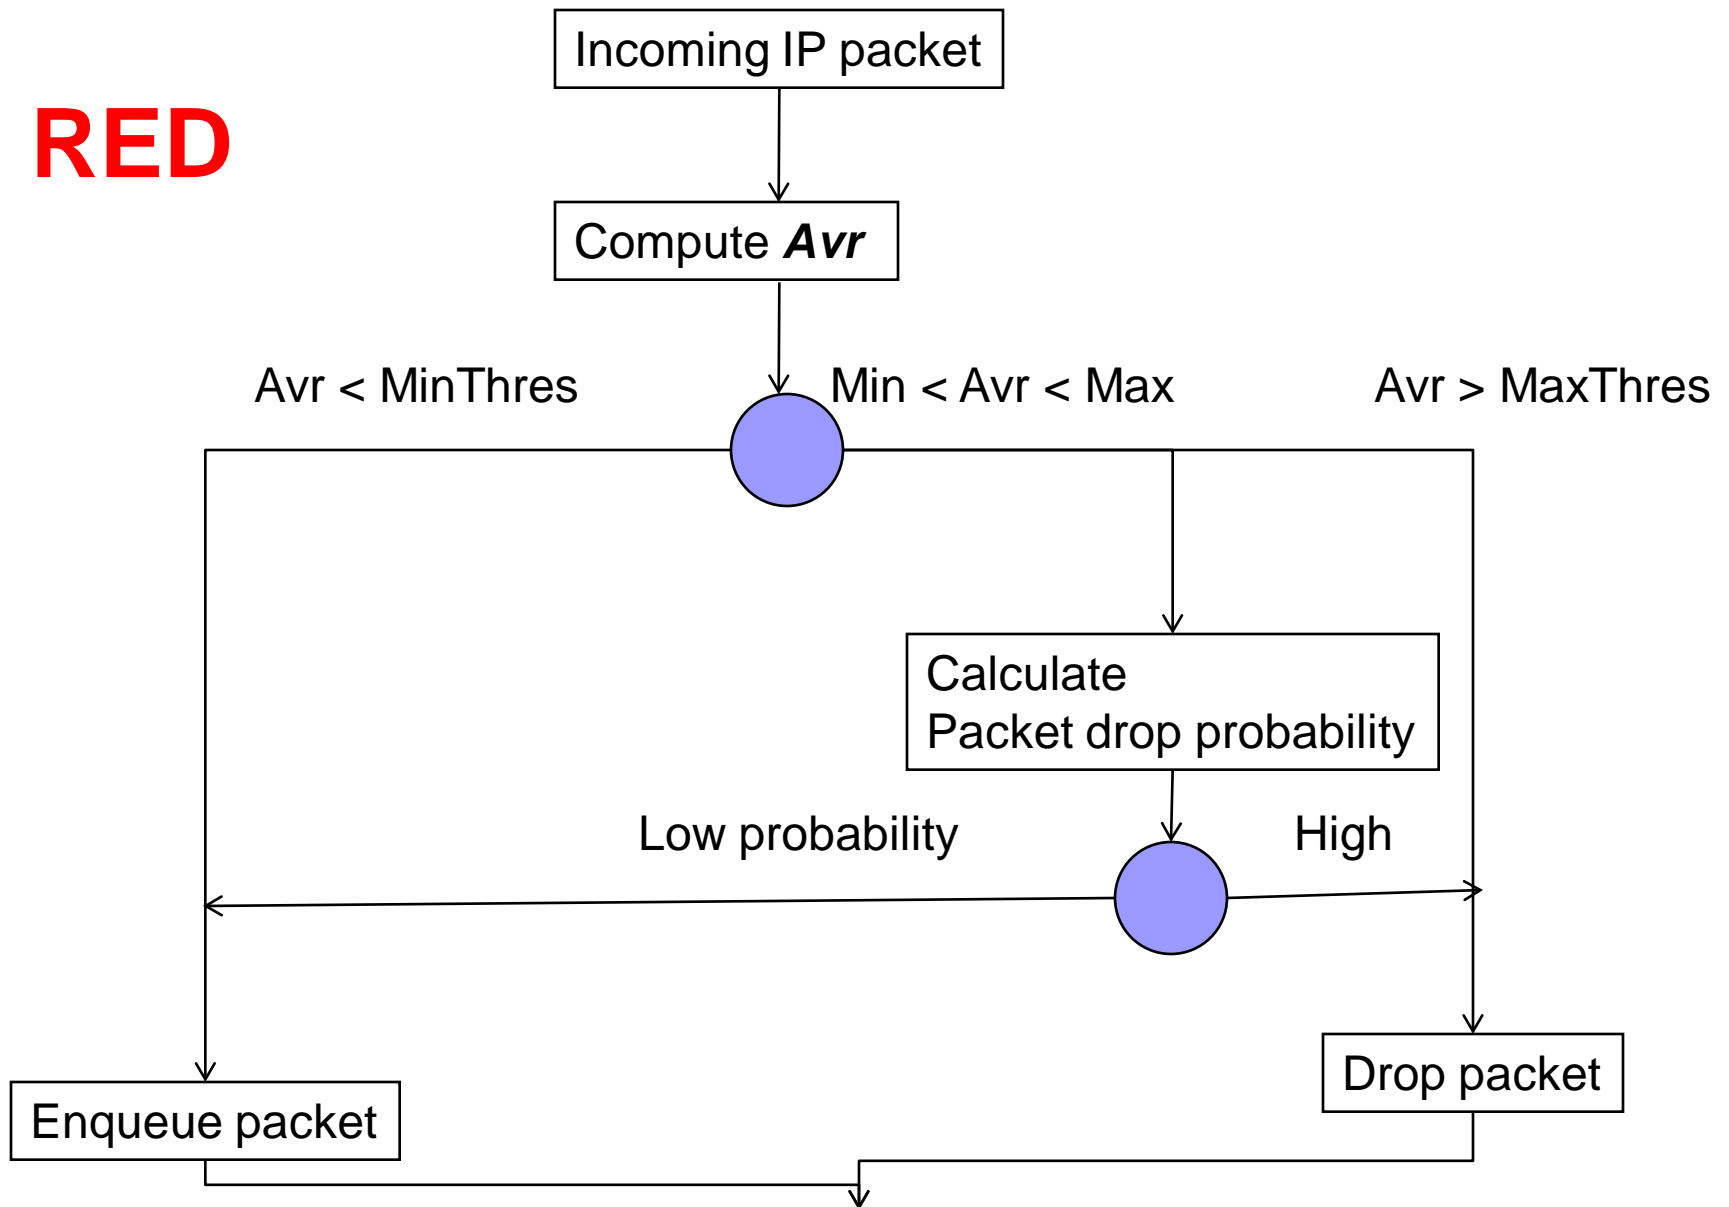 Incoming IP packet
RED
Compute Avr
Avr < MinThres
Min < Avr < Max
Avr > MaxThres
Calculate
Packet drop probability
Low probability
High
Drop packet
Enqueue packet